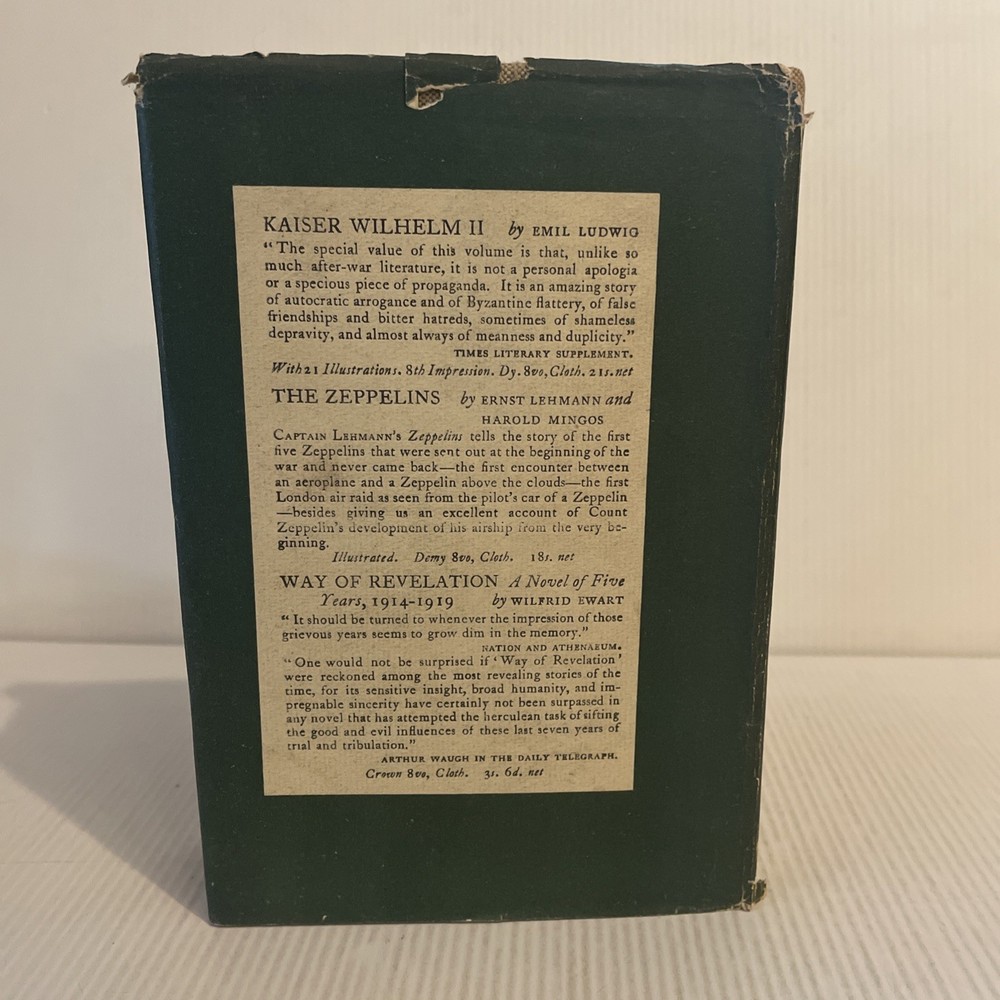 KAISER WILHELM II by EMIL LUDWIG
“The special value of this volume is that, unlike so
much after-war literature, it is not a personal apologia
or a specious piece of propaganda. It is an amazing story
of autocratic arrogance and of Byzantine flattery, of false
friendships and bitter hatreds, sometimes of shameless
depravity, and almost always of meanness and duplicity.”
TIMES LITERARY SUPPLEMENT.
With 21 Illustrations. 8th Impression. Dy. 8vo, Cloth. 21s. net
THE ZEPPELINS by ERNST LEHMANN and
HAROLD MINGOS
CAPTAIN LEHMANN’S Zeppelins tells the story of the first
five Zeppelins that were sent out at the beginning of the
war and never came back—the first encounter between
an aeroplane and a Zeppelin above the clouds—the first
London air raid as seen from the pilot’s car of a Zeppelin
—besides giving us an excellent account of Count
Zeppelin’s development of his airship from the very be-
ginning.
Illustrated. Demy 8vo, Cloth. 18s. net
WAY OF REVELATION A Novel of Five
Years, 1914-1919 by WILFRID EWART
“It should be turned to whenever the impression of those
grievous years seems to grow dim in the memory.”
NATION AND ATHENAEUM.
“One would not be surprised if ‘Way of Revelation’
were reckoned among the most revealing stories of the
time, for its sensitive insight, broad humanity, and im-
pregnable sincerity have certainly not been surpassed in
any novel that has attempted the herculean task of sifting
the good and evil influences of these last seven years of
trial and tribulation.”
ARTHUR WAUGH IN THE DAILY TELEGRAPH.
Crown 8vo, Cloth. 3s. 6d. net